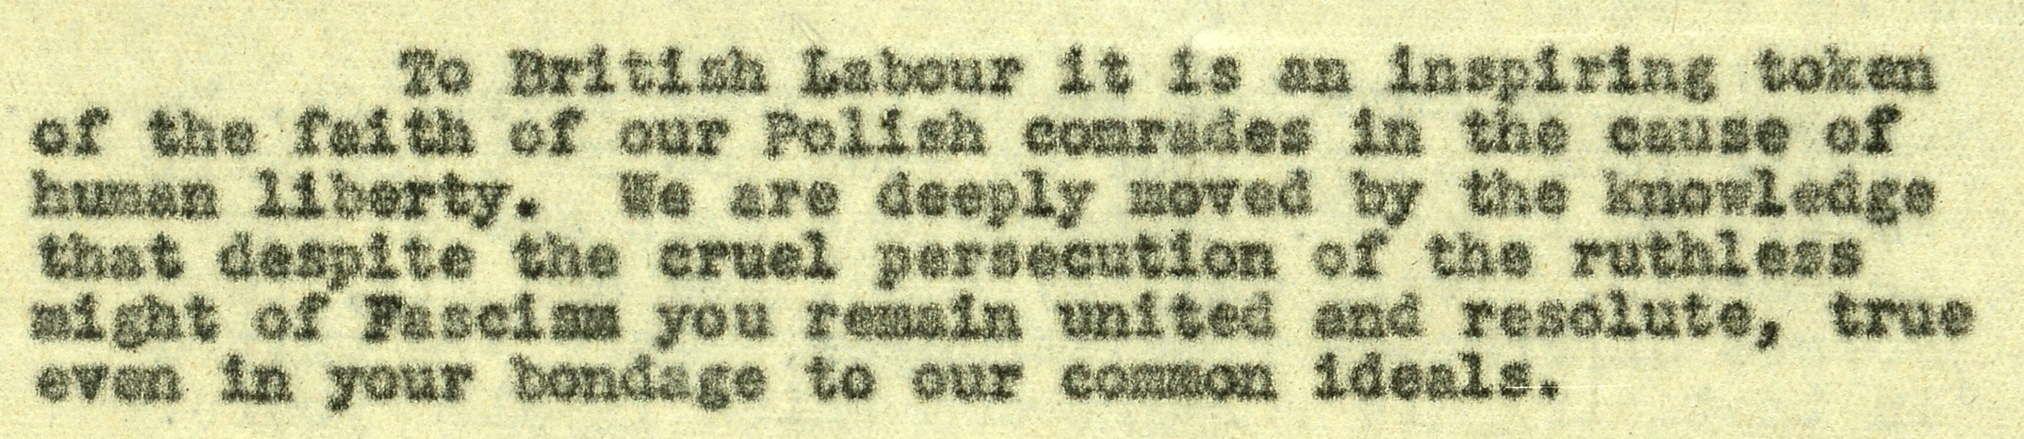 To British Labour it is an inspiring token
of the faith of our Polish comrades in the cause of
human liberty. We are deeply moved by the knowledge
that despite the cruel persecution of the ruthless
might of Fascism you remain united and resolute, true
even in your bondage to our common ideals.